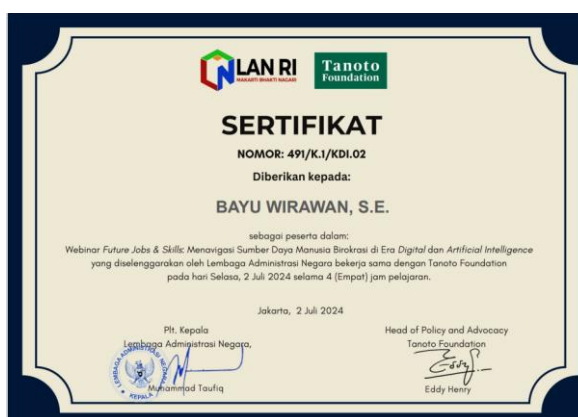 LAN RI
MAKARTI BHAKTI NAGARI
Tanoto
Foundation
SERTIFIKAT
NOMOR: 491/K.1/KDI.02
Diberikan kepada:
BAYU WIRAWAN, S.E.
sebagai peserta dalam:
Webinar Future Jobs & Skills: Menavigasi Sumber Daya Manusia Birokrasi di Era Digital dan Artificial Intelligence
yang diselenggarakan oleh Lembaga Administrasi Negara bekerja sama dengan Tanoto Foundation
pada hari Selasa, 2 Juli 2024 selama 4 (Empat) jam pelajaran.
Jakarta, 2 Juli 2024
Plt. Kepala
Lembaga Administrasi Negara,
LEMBAGA ADMINISTRASI NEGARA
KEPALA
Muhammad Taufiq
Head of Policy and Advocacy
Tanoto Foundation
Eddy Henry